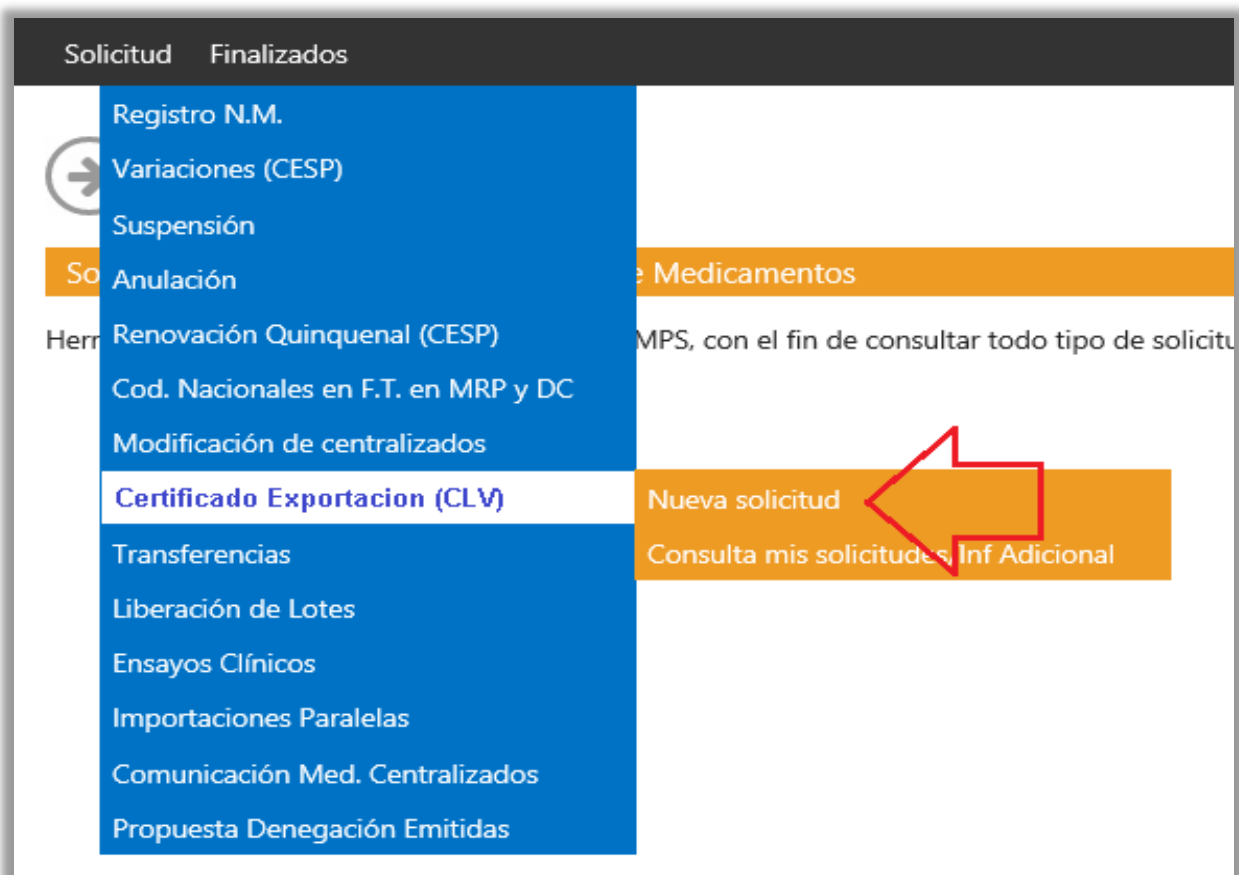 Solicitud Finalizados
Registro N.M.
Variaciones (CESP)
Suspensión
So
Anulación
e Medicamentos
Herr
Renovación Quinquenal (CESP)
MPS, con el fin de consultar todo tipo de solicitu
Cod. Nacionales en F.T. en MRP y DC
Modificación de centralizados
Certificado Exportacion (CLV)
Nueva solicitud
Consulta mis solicitudes/Inf Adicional
Transferencias
Liberación de Lotes
Ensayos Clínicos
Importaciones Paralelas
Comunicación Med. Centralizados
Propuesta Denegación Emitidas